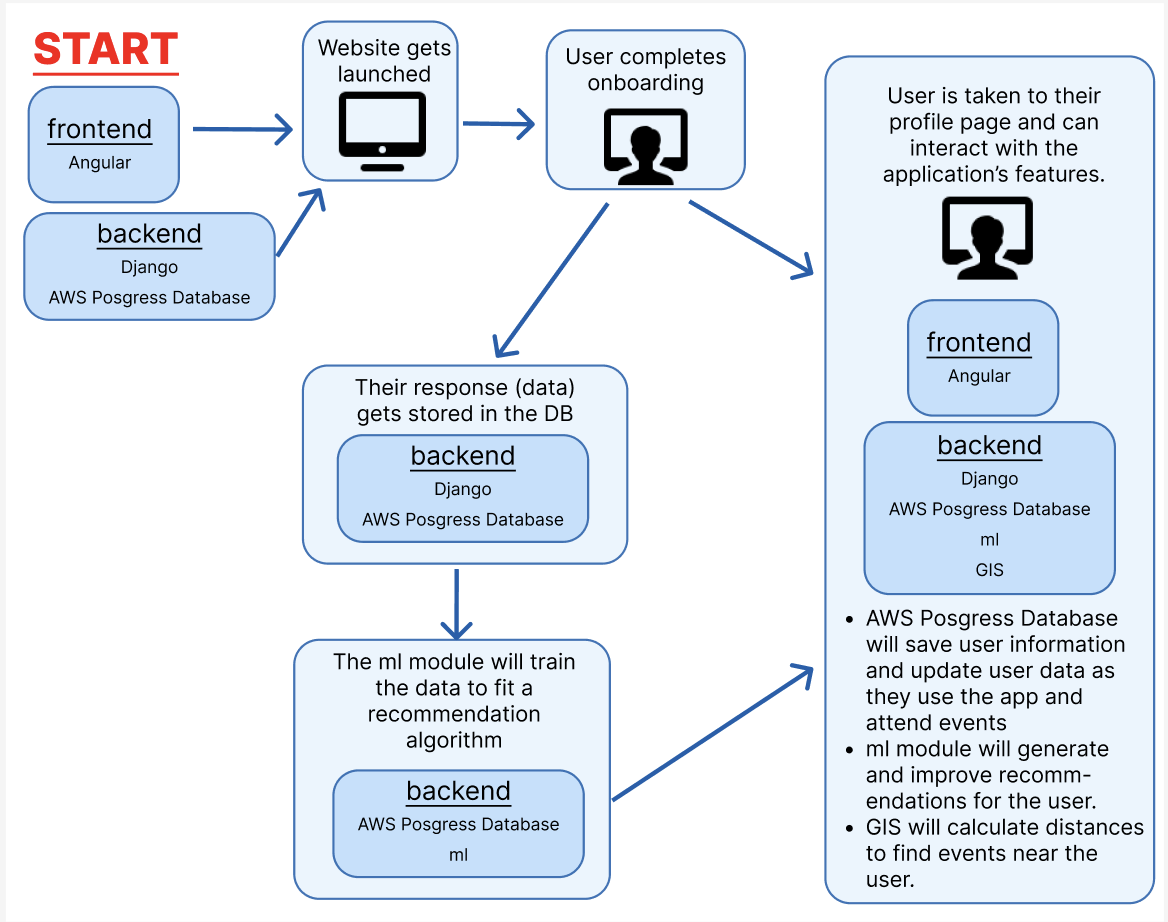 START
frontend
Angular
backend
Django
AWS Posgress Database
Website gets
launched
User completes
onboarding
Their response (data)
gets stored in the DB
backend
Django
AWS Posgress Database
The ml module will train
the data to fit a
recommendation
algorithm
backend
AWS Posgress Database
ml
User is taken to their
profile page and can
interact with the
application's features.
frontend
Angular
backend
Django
AWS Posgress Database
ml
GIS
• AWS Posgress Database
will save user information
and update user data as
they use the app and
attend events
• ml module will generate
and improve recomm-
endations for the user.
• GIS will calculate distances
to find events near the
user.